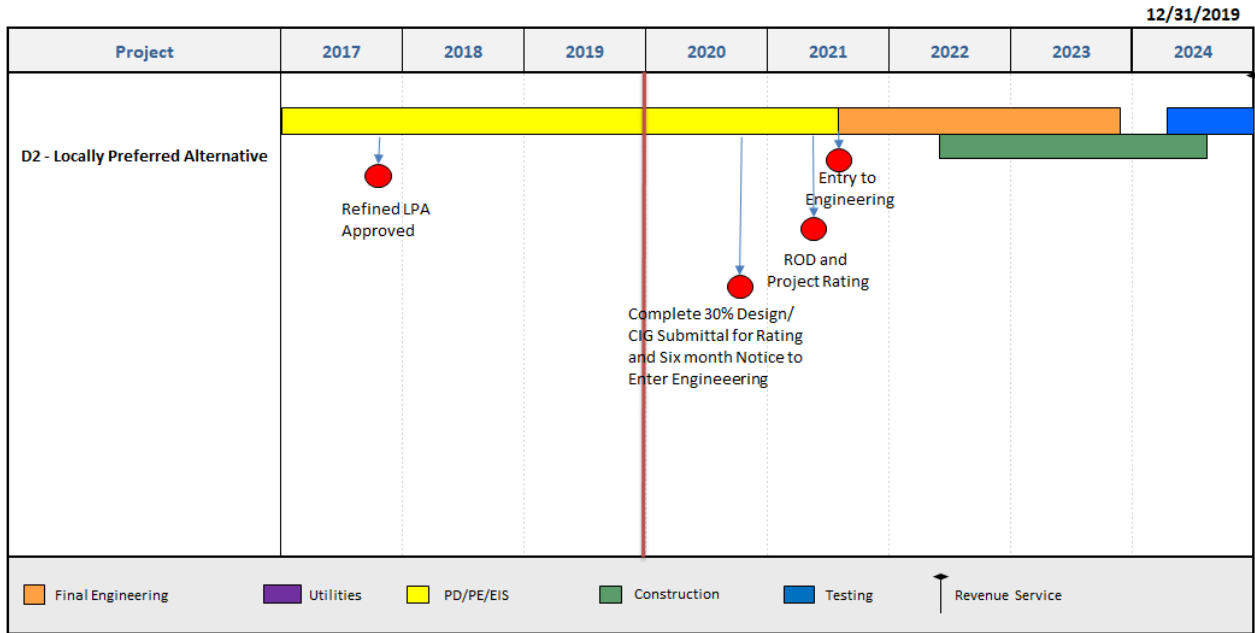 12/31/2019
Project 2017 2018 2019 2020 2021 2022 2023 2024
D2 - Locally Preferred Alternative
Refined LPA
Approved
Entry to
Engineering
ROD and
Project Rating
Complete 30% Design/
CIG Submittal for Rating
and Six month Notice to
Enter Engineeering
Final Engineering Utilities PD/PE/EIS Construction Testing Revenue Service